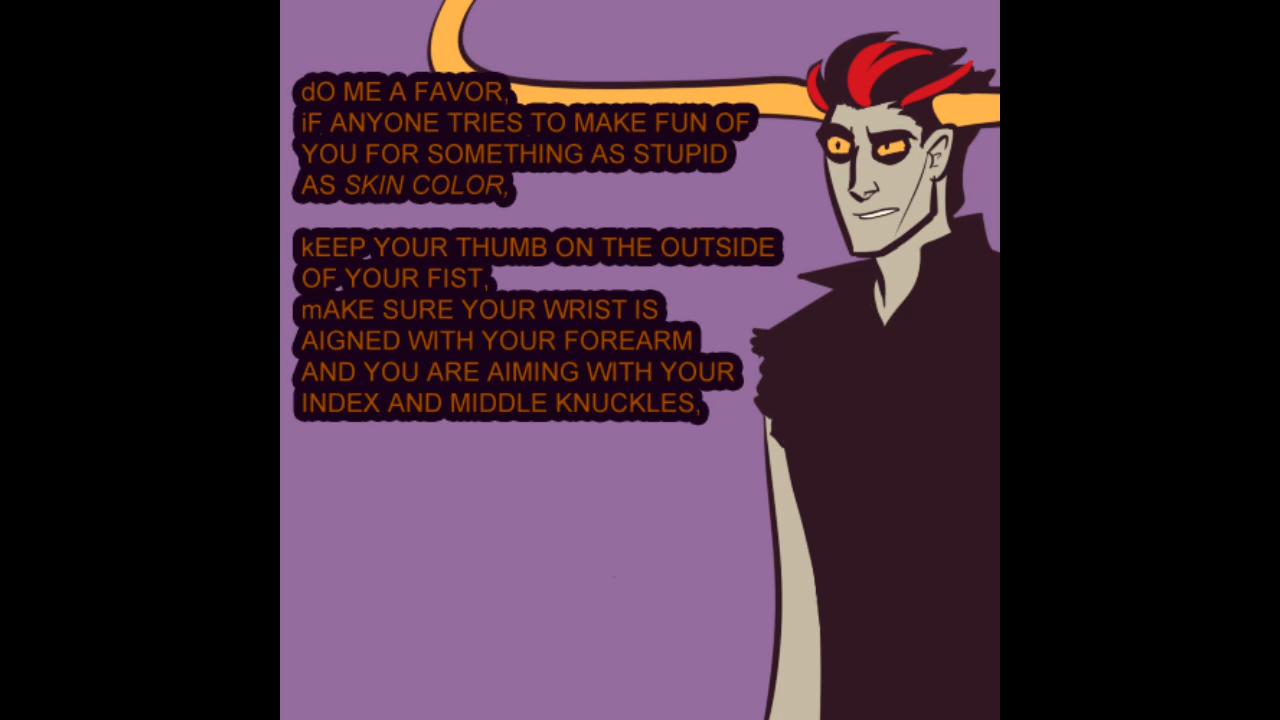 dO ME A FAVOR,
iF ANYONE TRIES TO MAKE FUN OF
YOU FOR SOMETHING AS STUPID
AS SKIN COLOR,
kEEP YOUR THUMB ON THE OUTSIDE
OF YOUR FIST,
mAKE SURE YOUR WRIST IS
AIGNED WITH YOUR FOREARM
AND YOU ARE AIMING WITH YOUR
INDEX AND MIDDLE KNUCKLES,